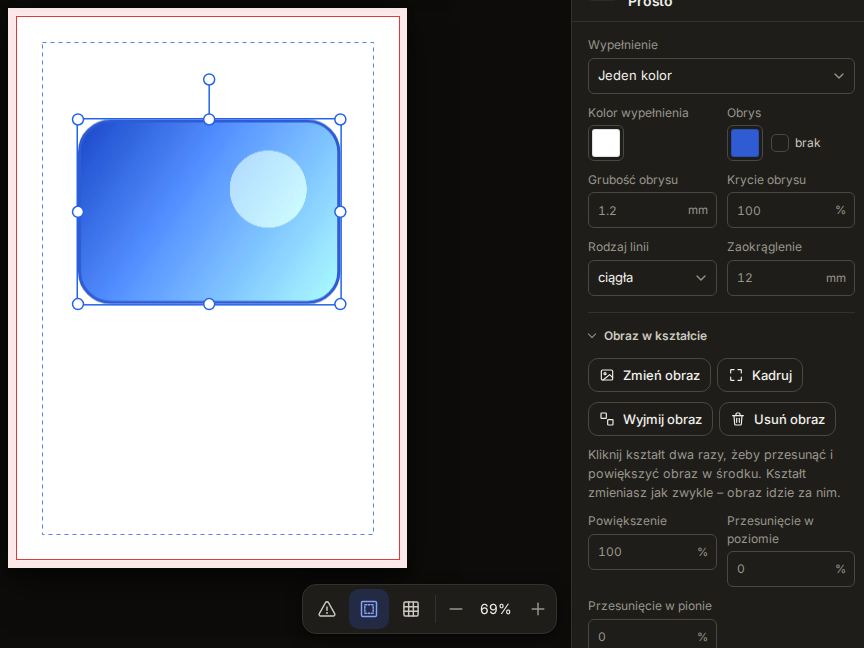 Prosto
Wypełnienie
Jeden kolor
Kolor wypełnienia
Obrys
brak
Grubość obrysu
Krycie obrysu
1.2 mm
100 %
Rodzaj linii
Zaokrąglenie
ciągła
12 mm
Obraz w kształcie
Zmień obraz
Kadruj
Wyjmij obraz
Usuń obraz
Kliknij kształt dwa razy, żeby przesunąć i
powiększyć obraz w środku. Kształt
zmieniasz jak zwykle – obraz idzie za nim.
Powiększenie
Przesunięcie w
poziomie
100 %
0 %
Przesunięcie w pionie
0 %
69%